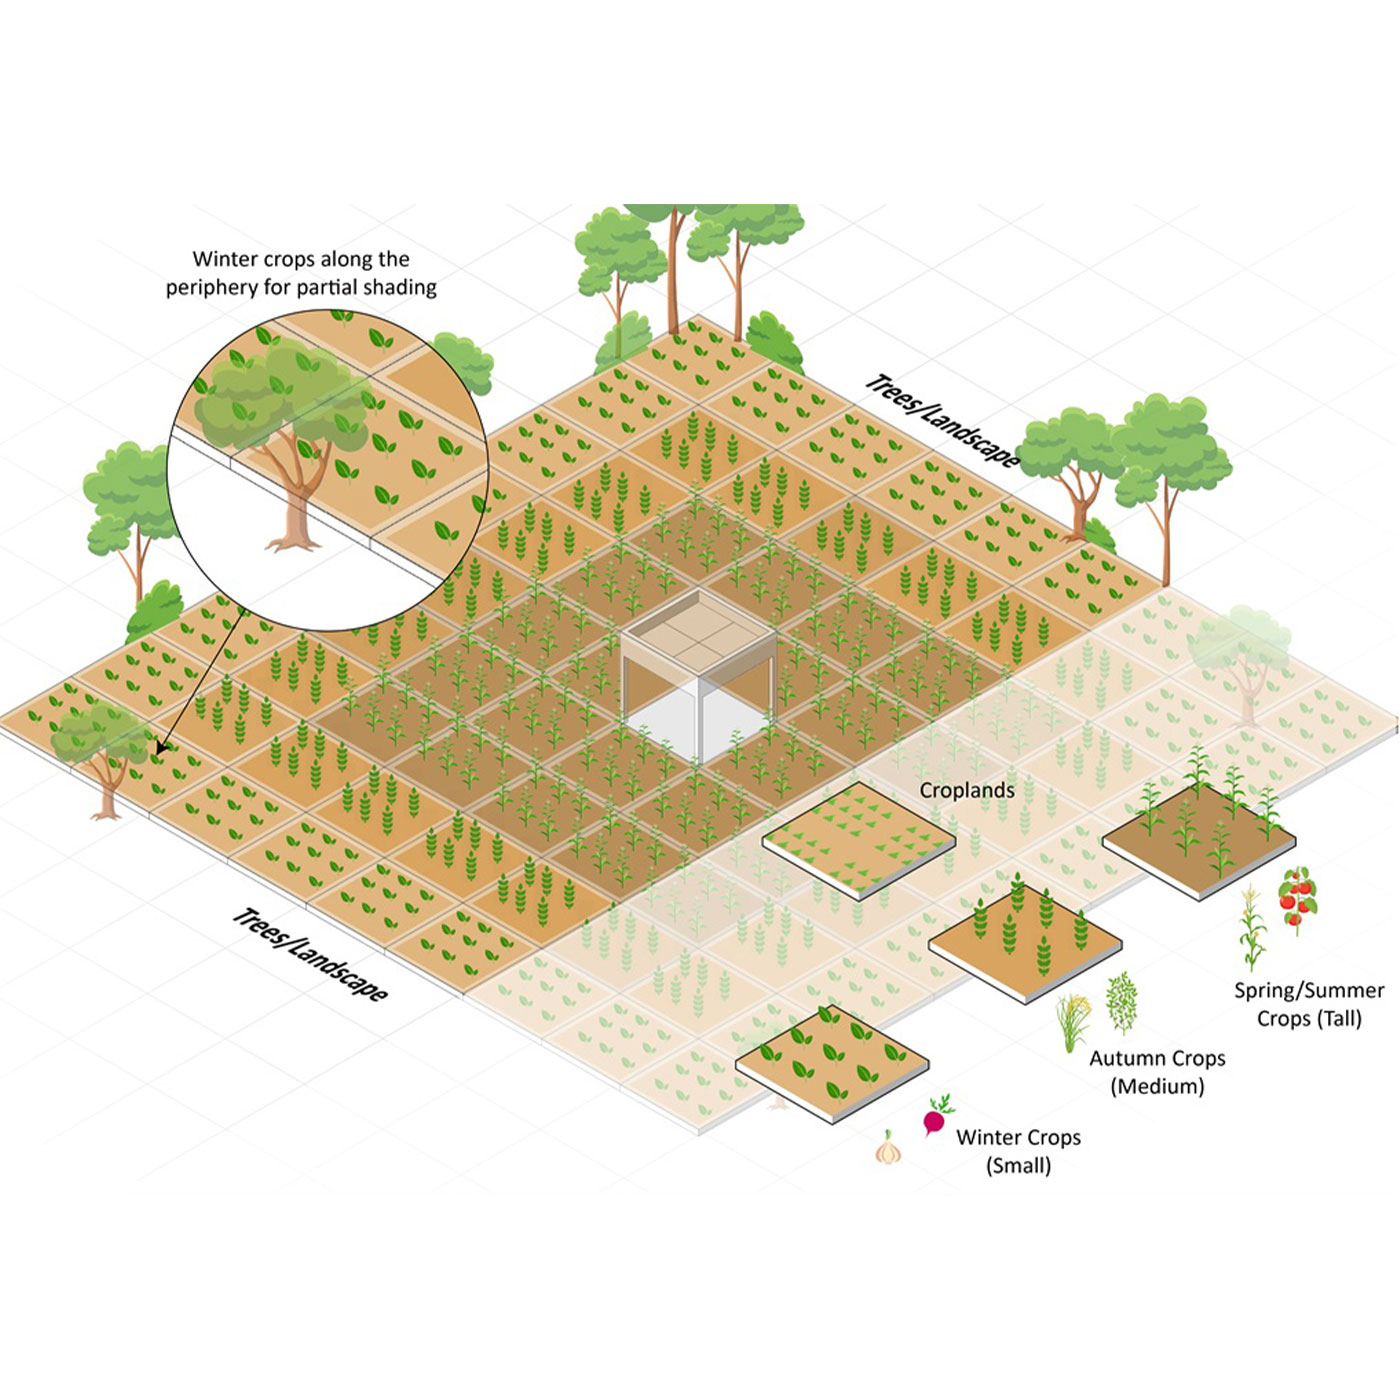 Winter crops along the
periphery for partial shading
Trees/Landscape
Trees/Landscape
Croplands
Spring/Summer
Crops (Tall)
Autumn Crops
(Medium)
Winter Crops
(Small)